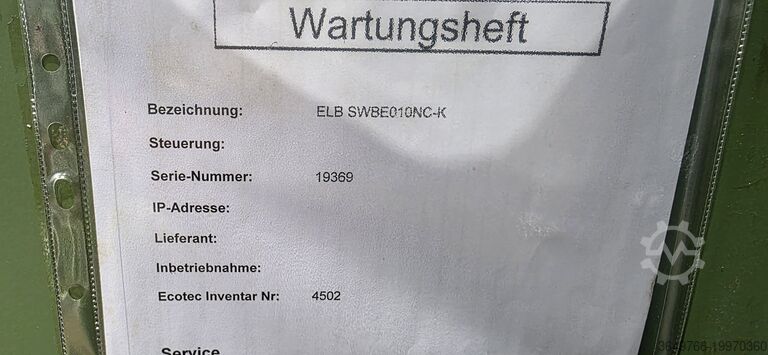 Wartungsheft
Bezeichnung: ELB SWBE010NC-K
Steuerung:
Serie-Nummer: 19369
IP-Adresse:
Lieferant:
Inbetriebnahme:
Ecotec Inventar Nr: 4502
Service